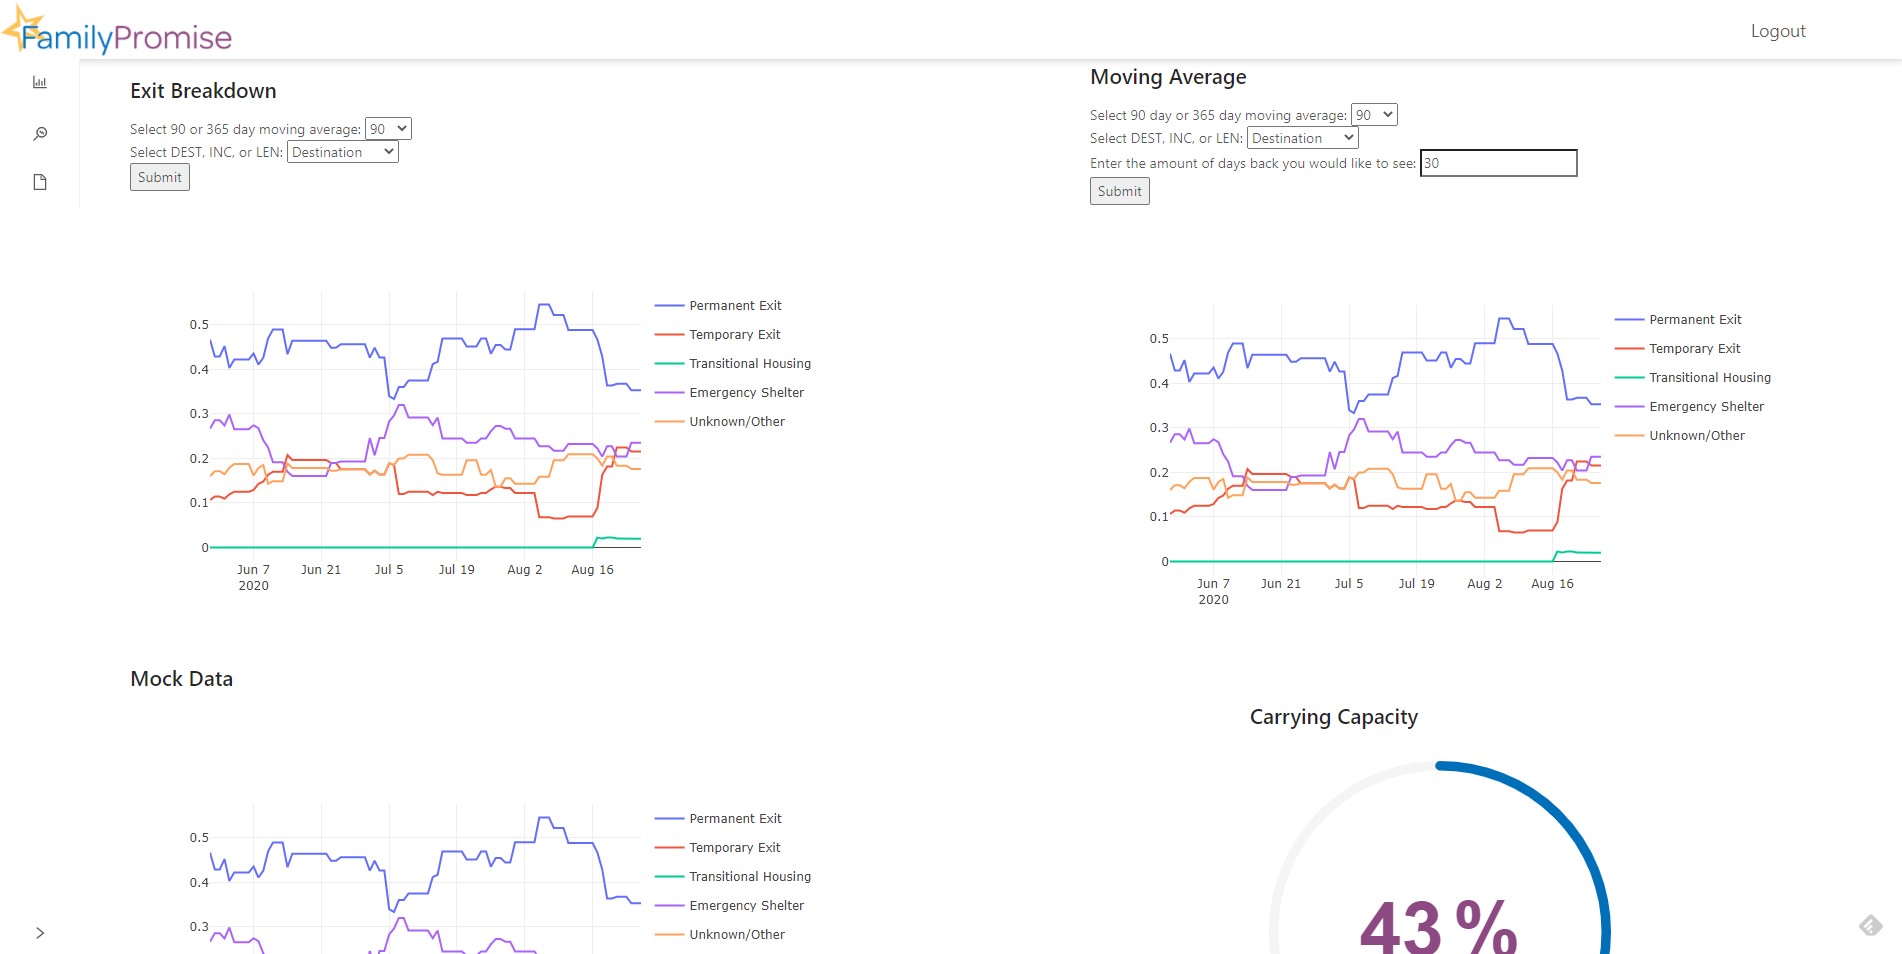 FamilyPromise
Logout
Exit Breakdown
Select 90 or 365 day moving average: 90
Select DEST, INC, or LEN: Destination
Submit
Moving Average
Select 90 day or 365 day moving average: 90
Select DEST, INC, or LEN: Destination
Enter the amount of days back you would like to see: 30
Submit
0.5
0.4
0.3
0.2
0.1
0
Jun 7
2020
Jun 21
Jul 5
Jul 19
Aug 2
Aug 16
Permanent Exit
Temporary Exit
Transitional Housing
Emergency Shelter
Unknown/Other
0.5
0.4
0.3
0.2
0.1
0
Jun 7
2020
Jun 21
Jul 5
Jul 19
Aug 2
Aug 16
Permanent Exit
Temporary Exit
Transitional Housing
Emergency Shelter
Unknown/Other
Mock Data
0.5
0.4
0.3
Permanent Exit
Temporary Exit
Transitional Housing
Emergency Shelter
Unknown/Other
Carrying Capacity
43 %